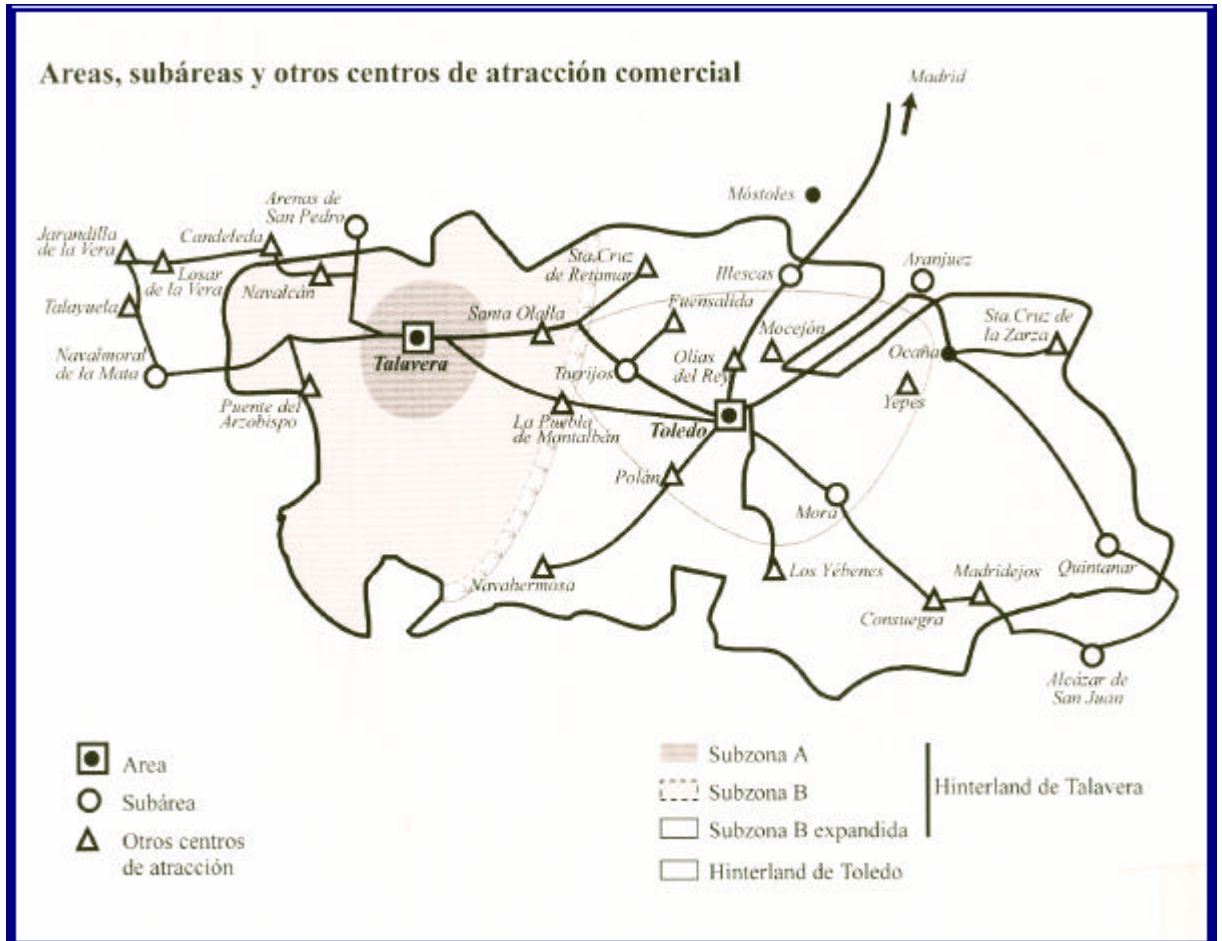 Areas, subáreas y otros centros de atracción comercial
Madrid
Móstoles
Arenas de
San Pedro
Jarandilla
de la Vera
Candeleda
Losar
de la Vera
Navalcán
Talayuela
Navalmoral
de la Mata
Puente del
Arzobispo
Talavera
Santa Olalla
Sta. Cruz
de Retamar
Fuensalida
Torrijos
La Puebla
de Montalbán
Illescas
Mocejón
Olias
del Rey
Toledo
Aranjuez
Ocaña
Sta. Cruz de
la Zarza
Yepes
Polán
Navahermosa
Mora
Los Yébenes
Madridejos
Consuegra
Quintanar
Alcázar de
San Juan
Area
Subárea
Otros centros
de atracción
Subzona A
Subzona B
Subzona B expandida
Hinterland de Toledo
Hinterland de Talavera